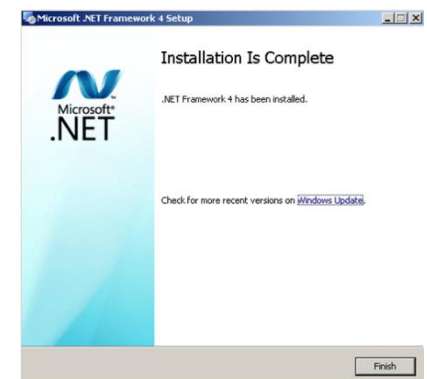 Microsoft .NET Framework 4 Setup
Installation Is Complete
Microsoft®
.NET
.NET Framework 4 has been installed.
Check for more recent versions on Windows Update.
Finish